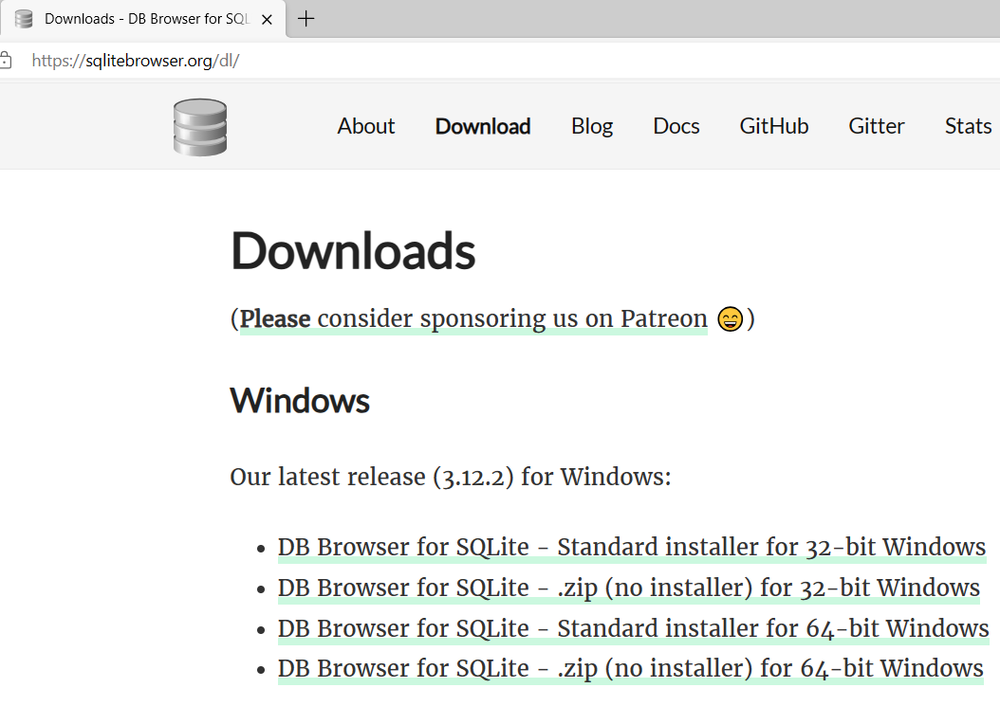 Downloads - DB Browser for SQL
https://sqlitebrowser.org/dl/
About Download Blog Docs GitHub Gitter Stats
Downloads
(Please consider sponsoring us on Patreon 😄)
Windows
Our latest release (3.12.2) for Windows:
• DB Browser for SQLite - Standard installer for 32-bit Windows
• DB Browser for SQLite - .zip (no installer) for 32-bit Windows
• DB Browser for SQLite - Standard installer for 64-bit Windows
• DB Browser for SQLite - .zip (no installer) for 64-bit Windows